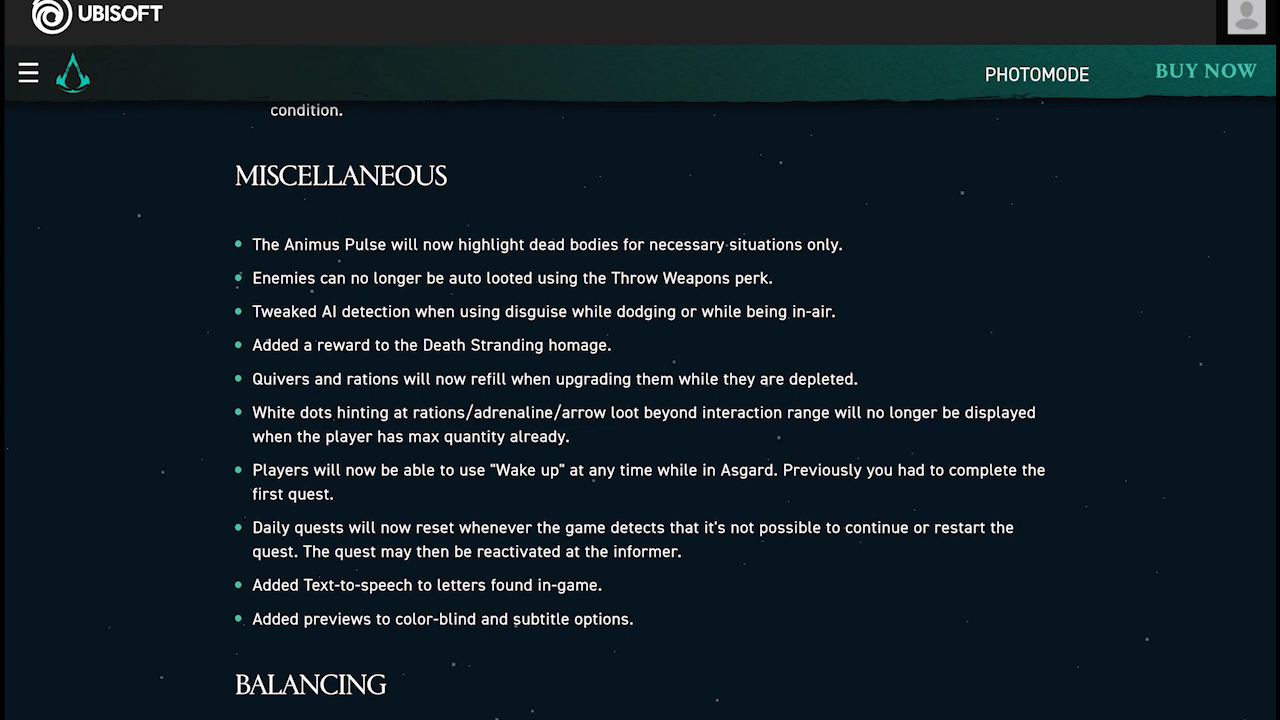 UBISOFT
PHOTOMODE
BUY NOW
condition.
MISCELLANEOUS
The Animus Pulse will now highlight dead bodies for necessary situations only.
Enemies can no longer be auto looted using the Throw Weapons perk.
Tweaked AI detection when using disguise while dodging or while being in-air.
Added a reward to the Death Stranding homage.
Quivers and rations will now refill when upgrading them while they are depleted.
White dots hinting at rations/adrenaline/arrow loot beyond interaction range will no longer be displayed
when the player has max quantity already.
Players will now be able to use "Wake up" at any time while in Asgard. Previously you had to complete the
first quest.
Daily quests will now reset whenever the game detects that it's not possible to continue or restart the
quest. The quest may then be reactivated at the informer.
Added Text-to-speech to letters found in-game.
Added previews to color-blind and subtitle options.
BALANCING